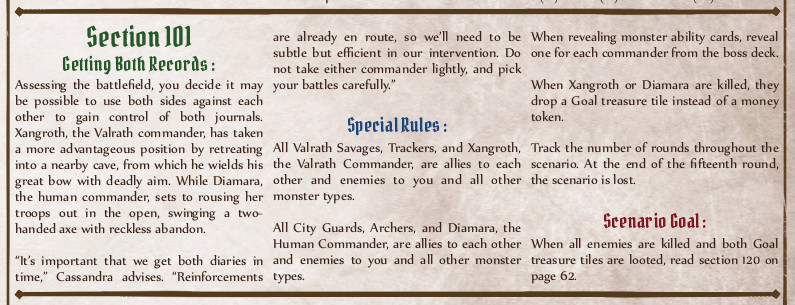 Section 101
Getting Both Records:
Assessing the battlefield, you decide it may
be possible to use both sides against each
other to gain control of both journals.
Xangroth, the Valrath commander, has taken
a more advantageous position by retreating
into a nearby cave, from which he wields his
great bow with deadly aim. While Diamara,
the human commander, sets to rousing her
troops out in the open, swinging a two-
handed axe with reckless abandon.
“It’s important that we get both diaries in
time,” Cassandra advises. “Reinforcements
are already en route, so we’ll need to be
subtle but efficient in our intervention. Do
not take either commander lightly, and pick
your battles carefully.”
Special Rules:
All Valrath Savages, Trackers, and Xangroth,
the Valrath Commander, are allies to each
other and enemies to you and all other
monster types.
All City Guards, Archers, and Diamara, the
Human Commander, are allies to each other
and enemies to you and all other monster
types.
When revealing monster ability cards, reveal
one for each commander from the boss deck.
When Xangroth or Diamara are killed, they
drop a Goal treasure tile instead of a money
token.
Track the number of rounds throughout the
scenario. At the end of the fifteenth round,
the scenario is lost.
Scenario Goal:
When all enemies are killed and both Goal
treasure tiles are looted, read section 120 on
page 62.